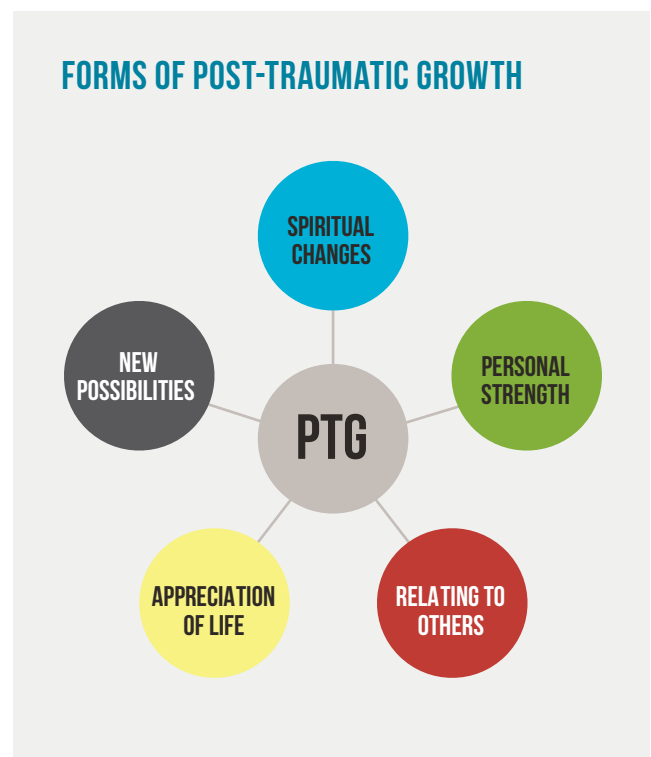 FORMS OF POST-TRAUMATIC GROWTH
SPIRITUAL
CHANGES
NEW
POSSIBILITIES
PERSONAL
STRENGTH
PTG
APPRECIATION
OF LIFE
RELATING TO
OTHERS